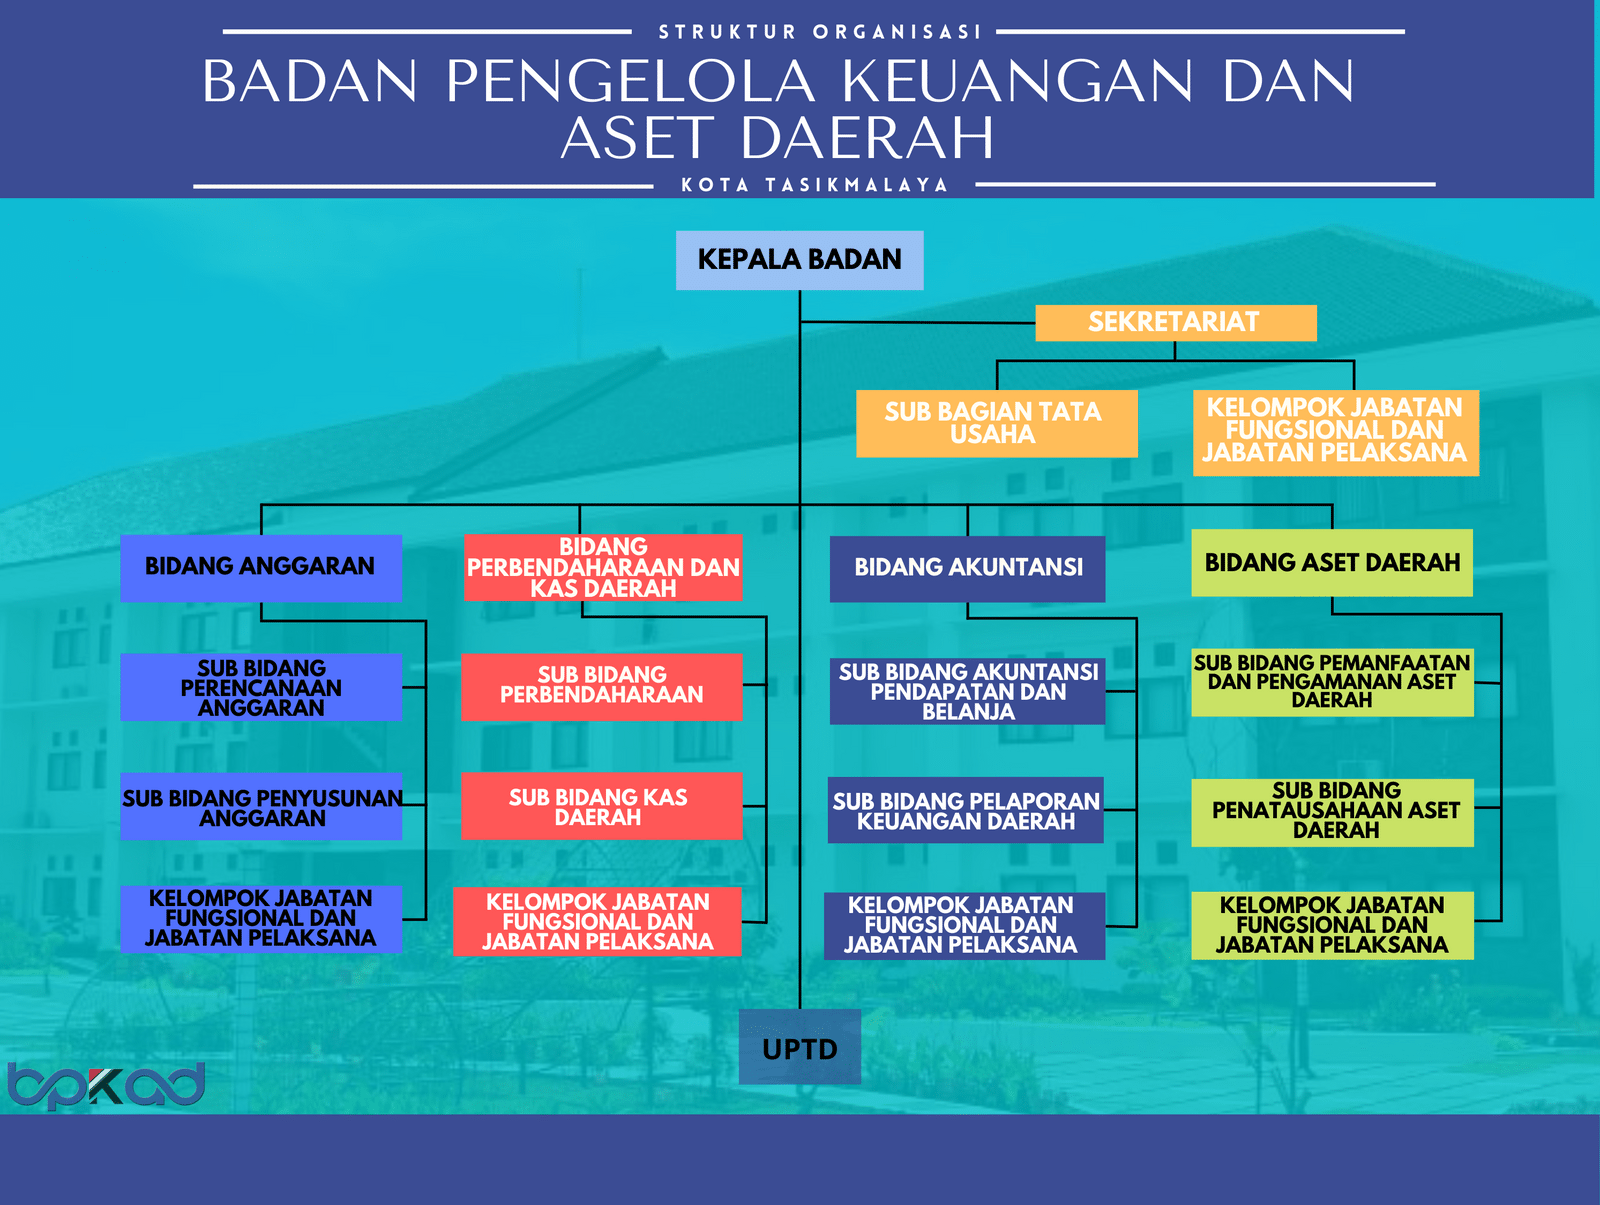 STRUKTUR ORGANISASI
BADAN PENGELOLA KEUANGAN DAN
ASET DAERAH
KOTA TASIKMALAYA
KEPALA BADAN
SEKRETARIAT
SUB BAGIAN TATA
USAHA
KELOMPOK JABATAN
FUNGSIONAL DAN
JABATAN PELAKSANA
BIDANG ANGGARAN
SUB BIDANG
PERENCANAAN
ANGGARAN
SUB BIDANG PENYUSUNAN
ANGGARAN
KELOMPOK JABATAN
FUNGSIONAL DAN
JABATAN PELAKSANA
BIDANG
PERBENDAHARAAN DAN
KAS DAERAH
SUB BIDANG
PERBENDAHARAAN
SUB BIDANG KAS
DAERAH
KELOMPOK JABATAN
FUNGSIONAL DAN
JABATAN PELAKSANA
BIDANG AKUNTANSI
SUB BIDANG AKUNTANSI
PENDAPATAN DAN
BELANJA
SUB BIDANG PELAPORAN
KEUANGAN DAERAH
KELOMPOK JABATAN
FUNGSIONAL DAN
JABATAN PELAKSANA
BIDANG ASET DAERAH
SUB BIDANG PEMANFAATAN
DAN PENGAMANAN ASET
DAERAH
SUB BIDANG
PENATAUSAHAAN ASET
DAERAH
KELOMPOK JABATAN
FUNGSIONAL DAN
JABATAN PELAKSANA
UPTD
bpkad